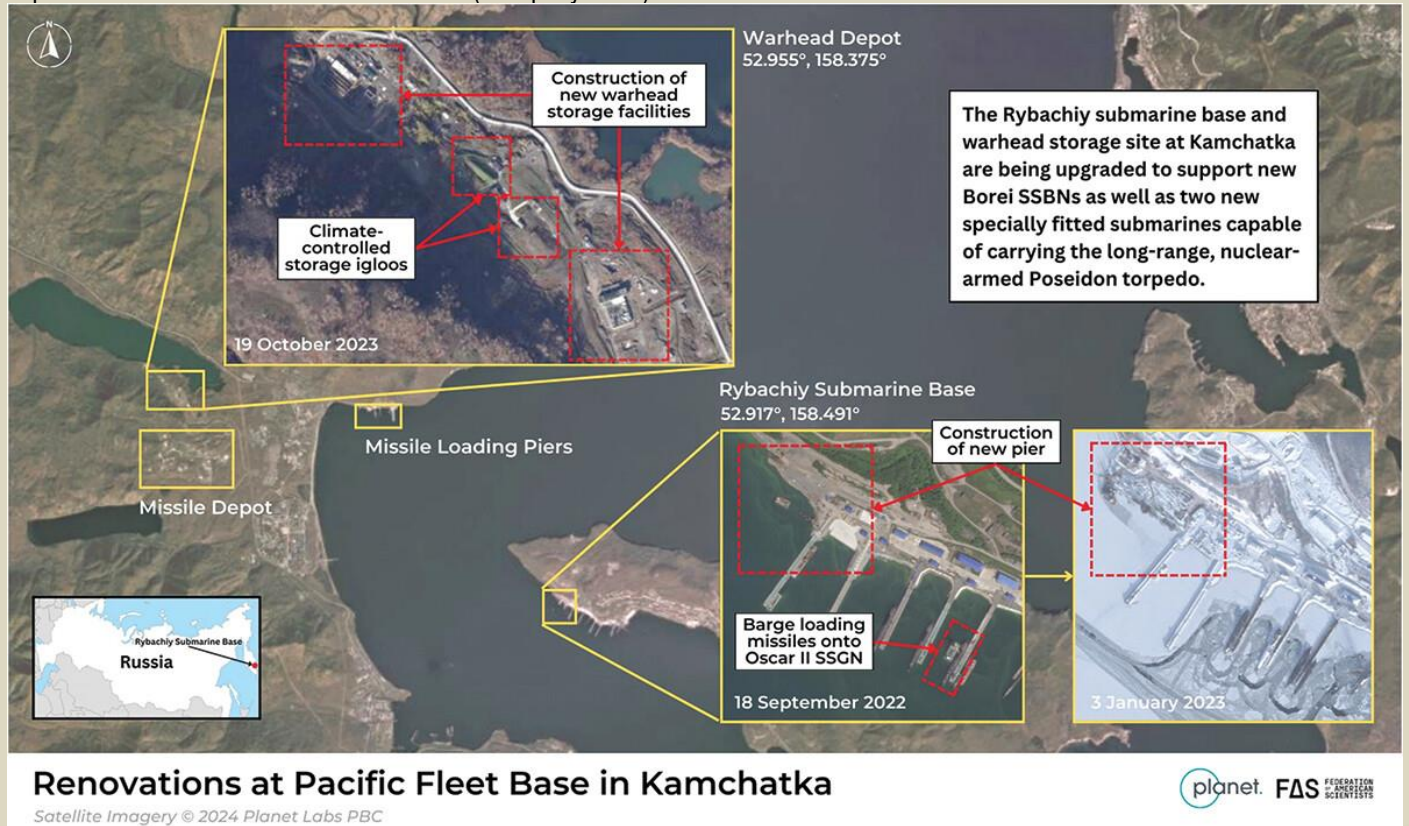 N
Warhead Depot
52.955°, 158.375°
Construction of
new warhead
storage facilities
Climate-
controlled
storage igloos
19 October 2023
The Rybachiy submarine base and
warhead storage site at Kamchatka
are being upgraded to support new
Borei SSBNs as well as two new
specially fitted submarines capable
of carrying the long-range, nuclear-
armed Poseidon torpedo.
Missile Loading Piers
Missile Depot
Rybachiy Submarine Base
52.917°, 158.491°
Construction
of new pier
Barge loading
missiles onto
Oscar II SSGN
18 September 2022
3 January 2023
Rybachiy Submarine Base
Russia
Renovations at Pacific Fleet Base in Kamchatka
Satellite Imagery © 2024 Planet Labs PBC
planet.
FAS
FEDERATION
OF AMERICAN
SCIENTISTS